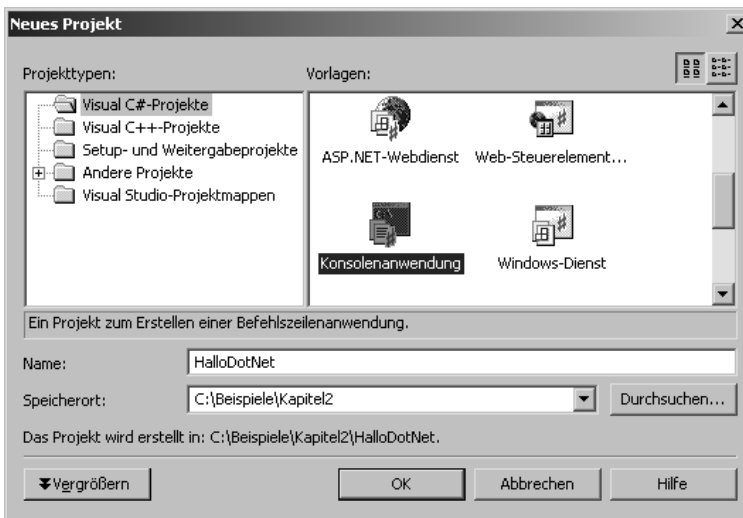 Neues Projekt
Projekttypen:
Vorlagen:
Visual C#-Projekte
Visual C++-Projekte
Setup- und Weitergabeprojekte
Andere Projekte
Visual Studio-Projektmappen
ASP.NET-Webdienst
Web-Steuerelement...
Konsolenanwendung
Windows-Dienst
Ein Projekt zum Erstellen einer Befehlszeilenanwendung.
Name:
HalloDotNet
Speicherort:
C:\Beispiele\Kapitel2
Durchsuchen...
Das Projekt wird erstellt in: C:\Beispiele\Kapitel2\HalloDotNet.
Vergrößern
OK
Abbrechen
Hilfe